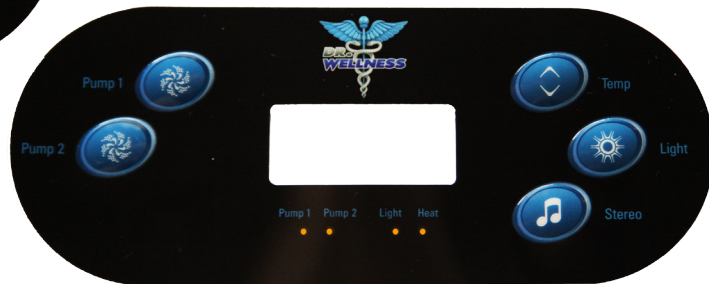 DR.
WELLNESS
Pump 1
Temp
Pump 2
Light
Stereo
Pump 1 Pump 2 Light Heat